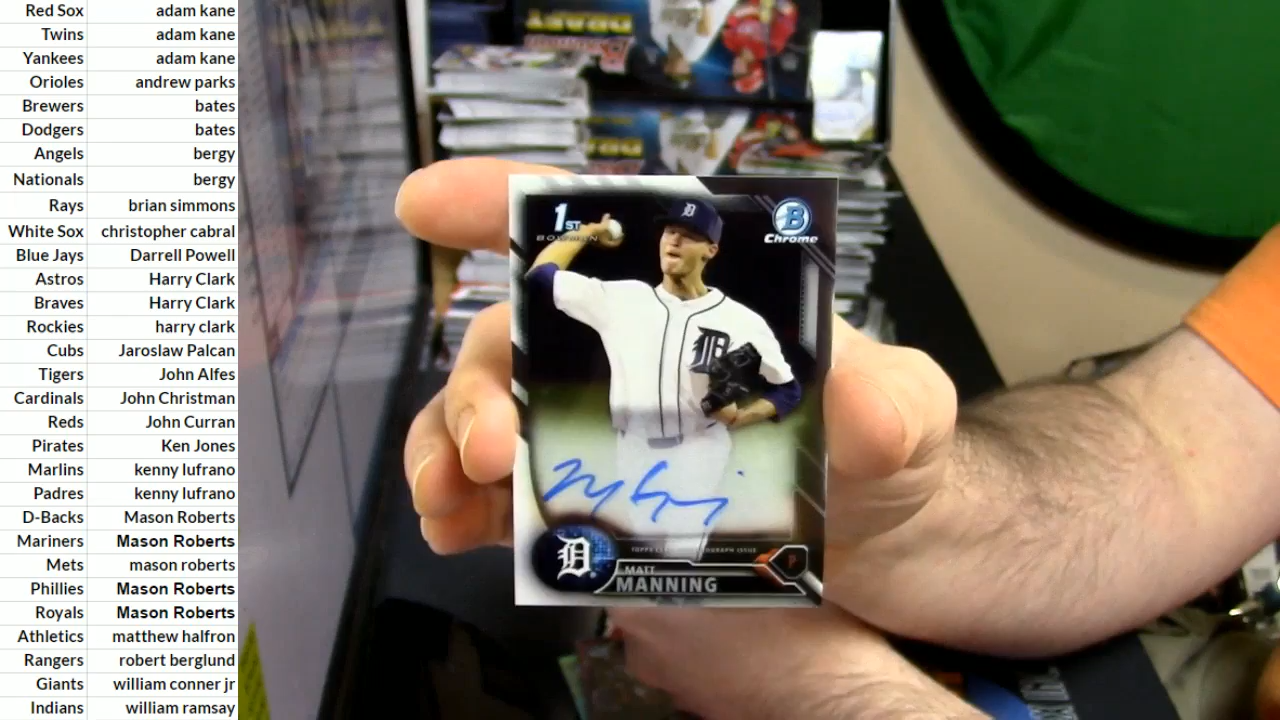 Red Sox adam kane
Twins adam kane
Yankees adam kane
Orioles andrew parks
Brewers bates
Dodgers bates
Angels bergy
Nationals bergy
Rays brian simmons
White Sox christopher cabral
Blue Jays Darrell Powell
Astros Harry Clark
Braves Harry Clark
Rockies harry clark
Cubs Jaroslaw Palcan
Tigers John Alfes
Cardinals John Christman
Reds John Curran
Pirates Ken Jones
Marlins kenny lufrano
Padres kenny lufrano
D-Backs Mason Roberts
Mariners Mason Roberts
Mets mason roberts
Phillies Mason Roberts
Royals Mason Roberts
Athletics matthew halfron
Rangers robert berglund
Giants william conner jr
Indians william ramsay
DRAFT
1ST
BOWMAN
B
Chrome
D
D
D
MATT
MANNING
P